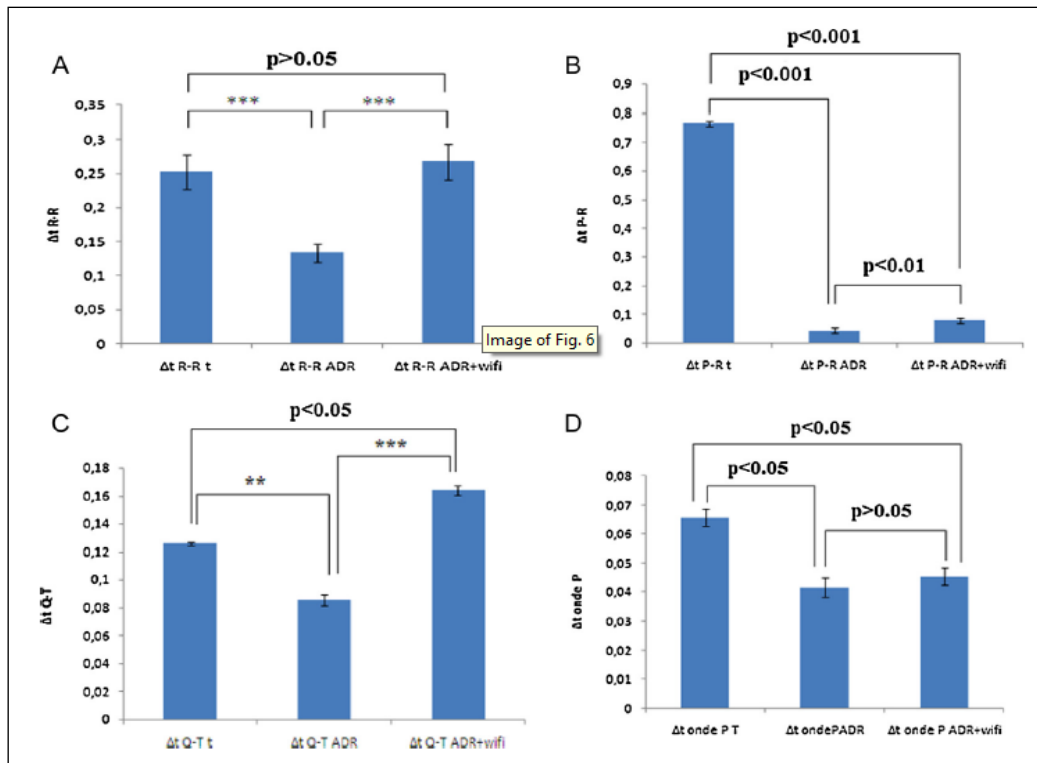 A
p>0.05
*** ***
0,35
0,3
0,25
0,2
0,15
0,1
0,05
0
Δt R-R
Δt R-R t Δt R-R ADR Δt R-R ADR+wifi
Image of Fig. 6
B
p<0.001
p<0.001
p<0.01
0,9
0,8
0,7
0,6
0,5
0,4
0,3
0,2
0,1
0
Δt P-R
Δt P-R t Δt P-R ADR Δt P-R ADR+wifi
C
p<0.05
***
**
0,18
0,16
0,14
0,12
0,1
0,08
0,06
0,04
0,02
0
Δt Q-T
Δt Q-T t Δt Q-T ADR Δt Q-T ADR+wifi
D
p<0.05
p<0.05
p>0.05
0,08
0,07
0,06
0,05
0,04
0,03
0,02
0,01
0
Δt onde P
Δt onde P T Δt ondePADR Δt onde P ADR+wifi